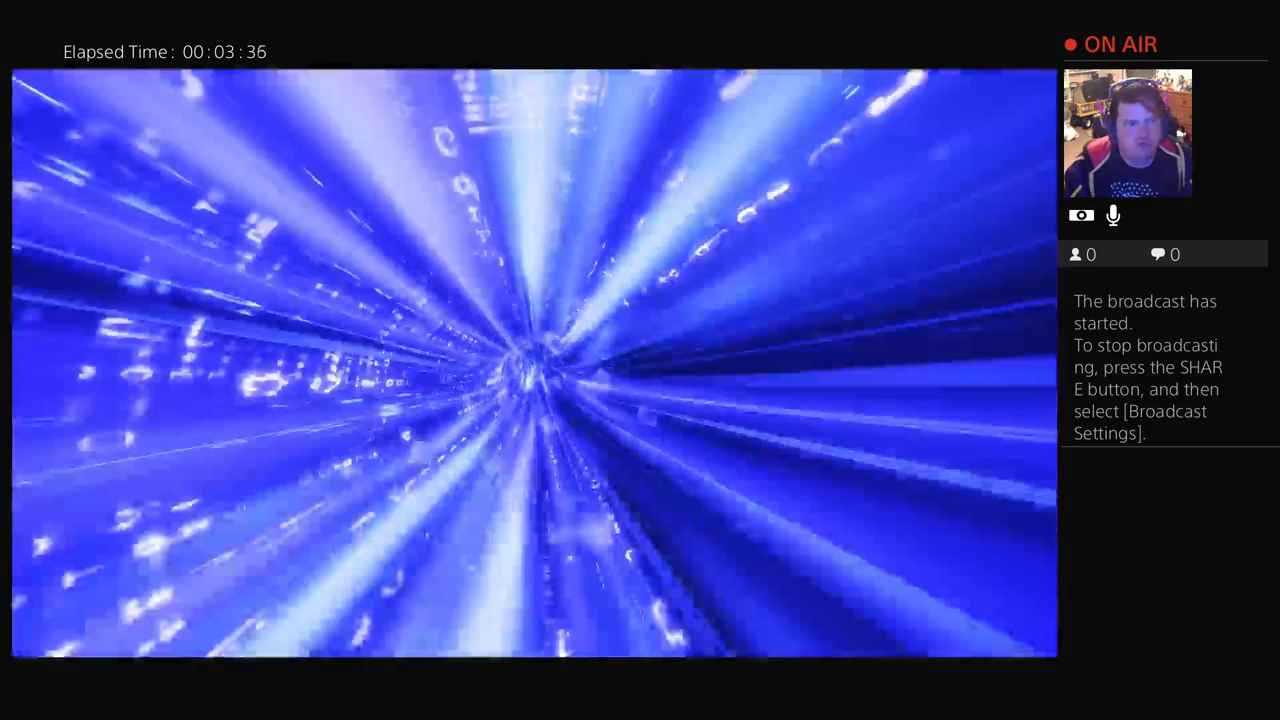 Elapsed Time: 00:03:36
ON AIR
0 0
The broadcast has
started.
To stop broadcasti
ng, press the SHAR
E button, and then
select [Broadcast
Settings].